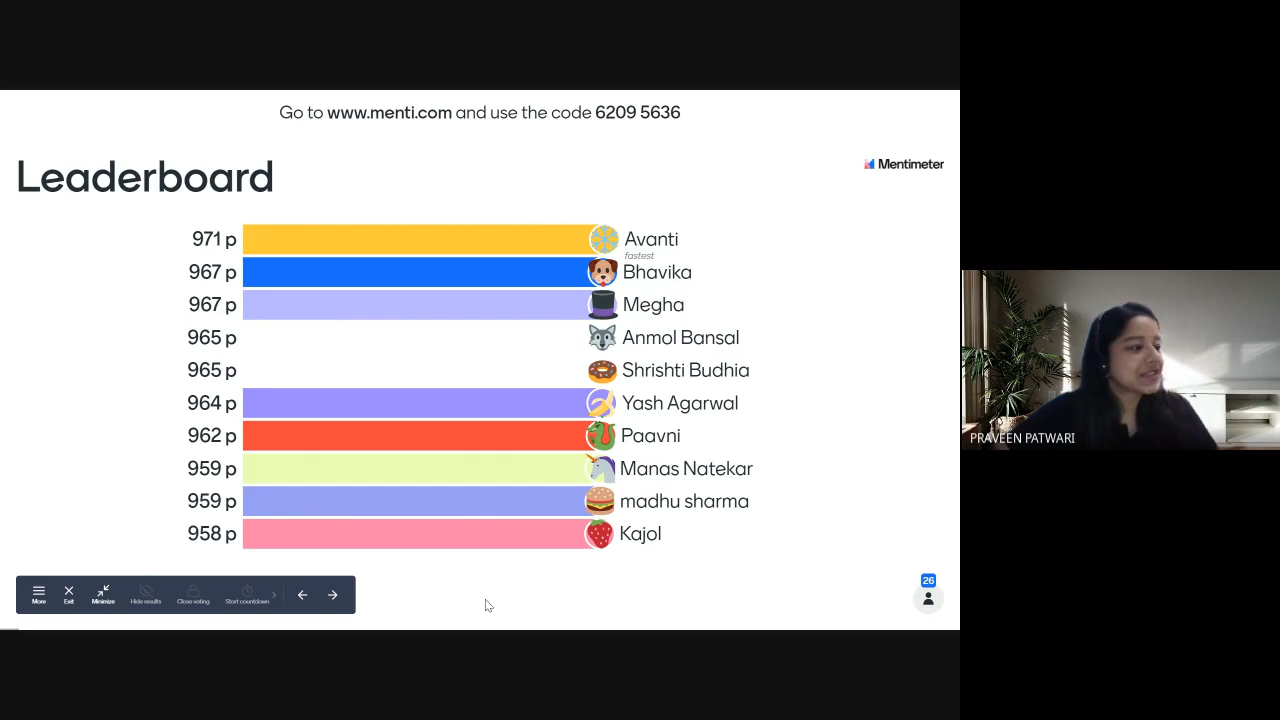 Go to www.menti.com and use the code 6209 5636
Leaderboard
Mentimeter
971 p Avanti
fastest
967 p Bhavika
967 p Megha
965 p Anmol Bansal
965 p Shrishti Budhia
964 p Yash Agarwal
962 p Paavni
959 p Manas Natekar
959 p madhu sharma
958 p Kajol
PRAVEEN PATWARI
More Exit Minimize Hide results Close voting Start countdown
26